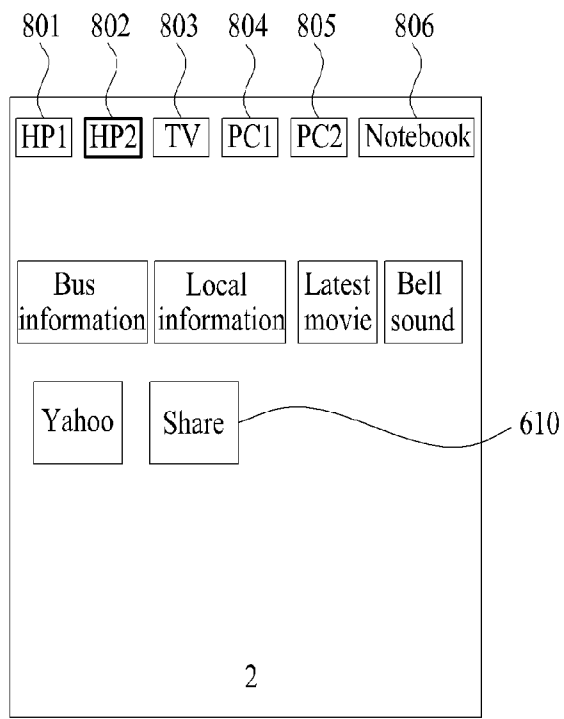 801 802 803 804 805 806
HP1 HP2 TV PC1 PC2 Notebook
Bus Local Latest Bell
information information movie sound
Yahoo Share 610
2